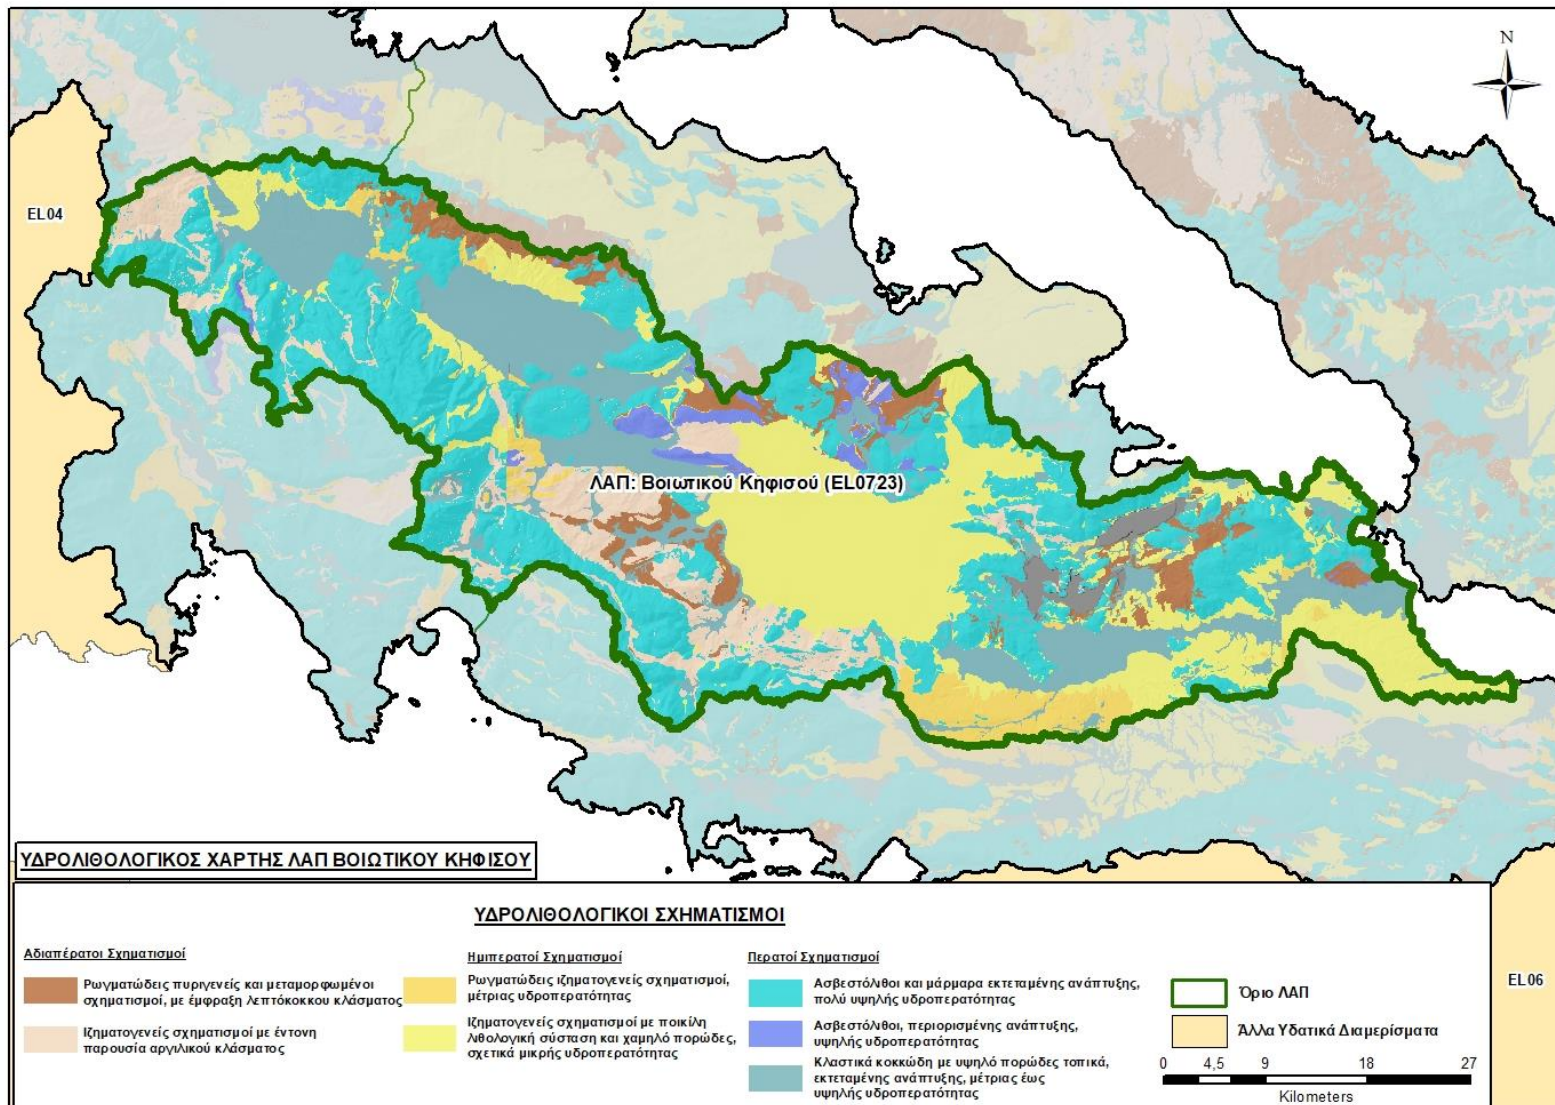 N
EL04
ΛΑΠ: Βοιωτικού Κηφισού (EL0723)
ΥΔΡΟΛΙΘΟΛΟΓΙΚΟΣ ΧΑΡΤΗΣ ΛΑΠ ΒΟΙΩΤΙΚΟΥ ΚΗΦΙΣΟΥ
ΥΔΡΟΛΙΘΟΛΟΓΙΚΟΙ ΣΧΗΜΑΤΙΣΜΟΙ
Αδιαπέρατοι Σχηματισμοί
Ρωγματώδεις πυριγενείς και μεταμορφωμένοι
σχηματισμοί, με έμφραξη λεπτόκοκκου κλάσματος
Ιζηματογενείς σχηματισμοί με έντονη
παρουσία αργιλικού κλάσματος
Ημιπερατοί Σχηματισμοί
Ρωγματώδεις ιζηματογενείς σχηματισμοί,
μέτριας υδροπερατότητας
Ιζηματογενείς σχηματισμοί με ποικίλη
λιθολογική σύσταση και χαμηλό πορώδες,
σχετικά μικρής υδροπερατότητας
Περατοί Σχηματισμοί
Ασβεστόλιθοι και μάρμαρα εκτεταμένης ανάπτυξης,
πολύ υψηλής υδροπερατότητας
Ασβεστόλιθοι, περιορισμένης ανάπτυξης,
υψηλής υδροπερατότητας
Κλαστικά κοκκώδη με υψηλό πορώδες τοπικά,
εκτεταμένης ανάπτυξης, μέτριας έως
υψηλής υδροπερατότητας
Όριο ΛΑΠ
Άλλα Υδατικά Διαμερίσματα
0 4,5 9 18 27
Kilometers
EL06